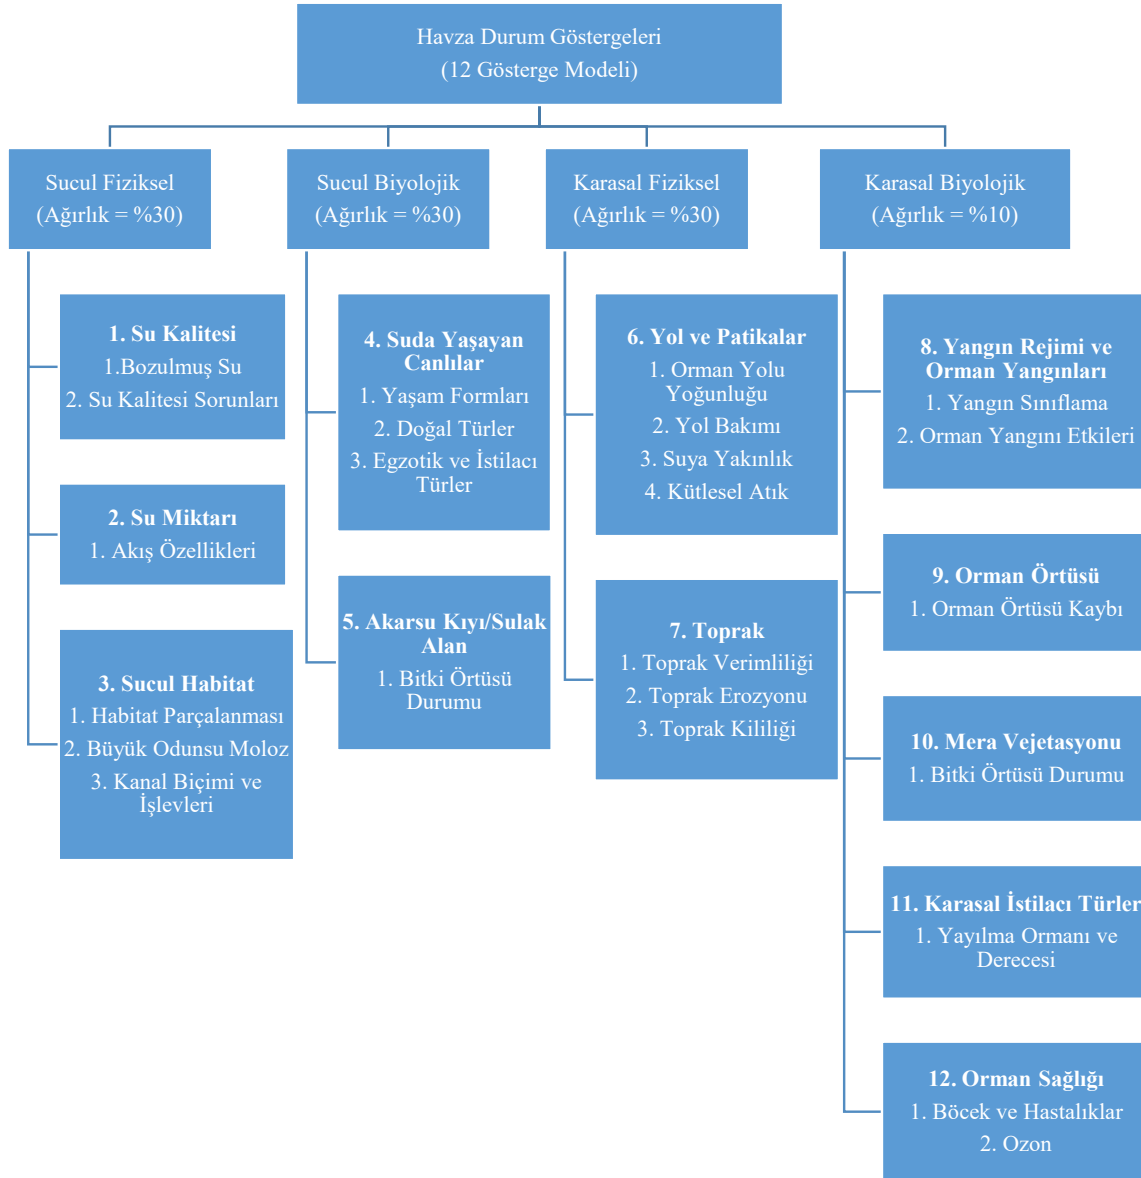 Havza Durum Göstergeleri
(12 Gösterge Modeli)
Sucul Fiziksel
(Ağırlık = %30)
1. Su Kalitesi
1.Bozulmuş Su
2. Su Kalitesi Sorunları
2. Su Miktarı
1. Akış Özellikleri
3. Sucul Habitat
1. Habitat Parçalanması
2. Büyük Odunsu Moloz
3. Kanal Biçimi ve
İşlevleri
Sucul Biyolojik
(Ağırlık = %30)
4. Suda Yaşayan
Canlılar
1. Yaşam Formları
2. Doğal Türler
3. Egzotik ve İstilacı
Türler
5. Akarsu Kıyı/Sulak
Alan
1. Bitki Örtüsü
Durumu
Karasal Fiziksel
(Ağırlık = %30)
6. Yol ve Patikalar
1. Orman Yolu
Yoğunluğu
2. Yol Bakımı
3. Suya Yakınlık
4. Kütlesel Atık
7. Toprak
1. Toprak Verimliliği
2. Toprak Erozyonu
3. Toprak Kililiği
Karasal Biyolojik
(Ağırlık = %10)
8. Yangın Rejimi ve
Orman Yangınları
1. Yangın Sınıflama
2. Orman Yangını Etkileri
9. Orman Örtüsü
1. Orman Örtüsü Kaybı
10. Mera Vejetasyonu
1. Bitki Örtüsü Durumu
11. Karasal İstilacı Türler
1. Yayılma Ormanı ve
Derecesi
12. Orman Sağlığı
1. Böcek ve Hastalıklar
2. Ozon